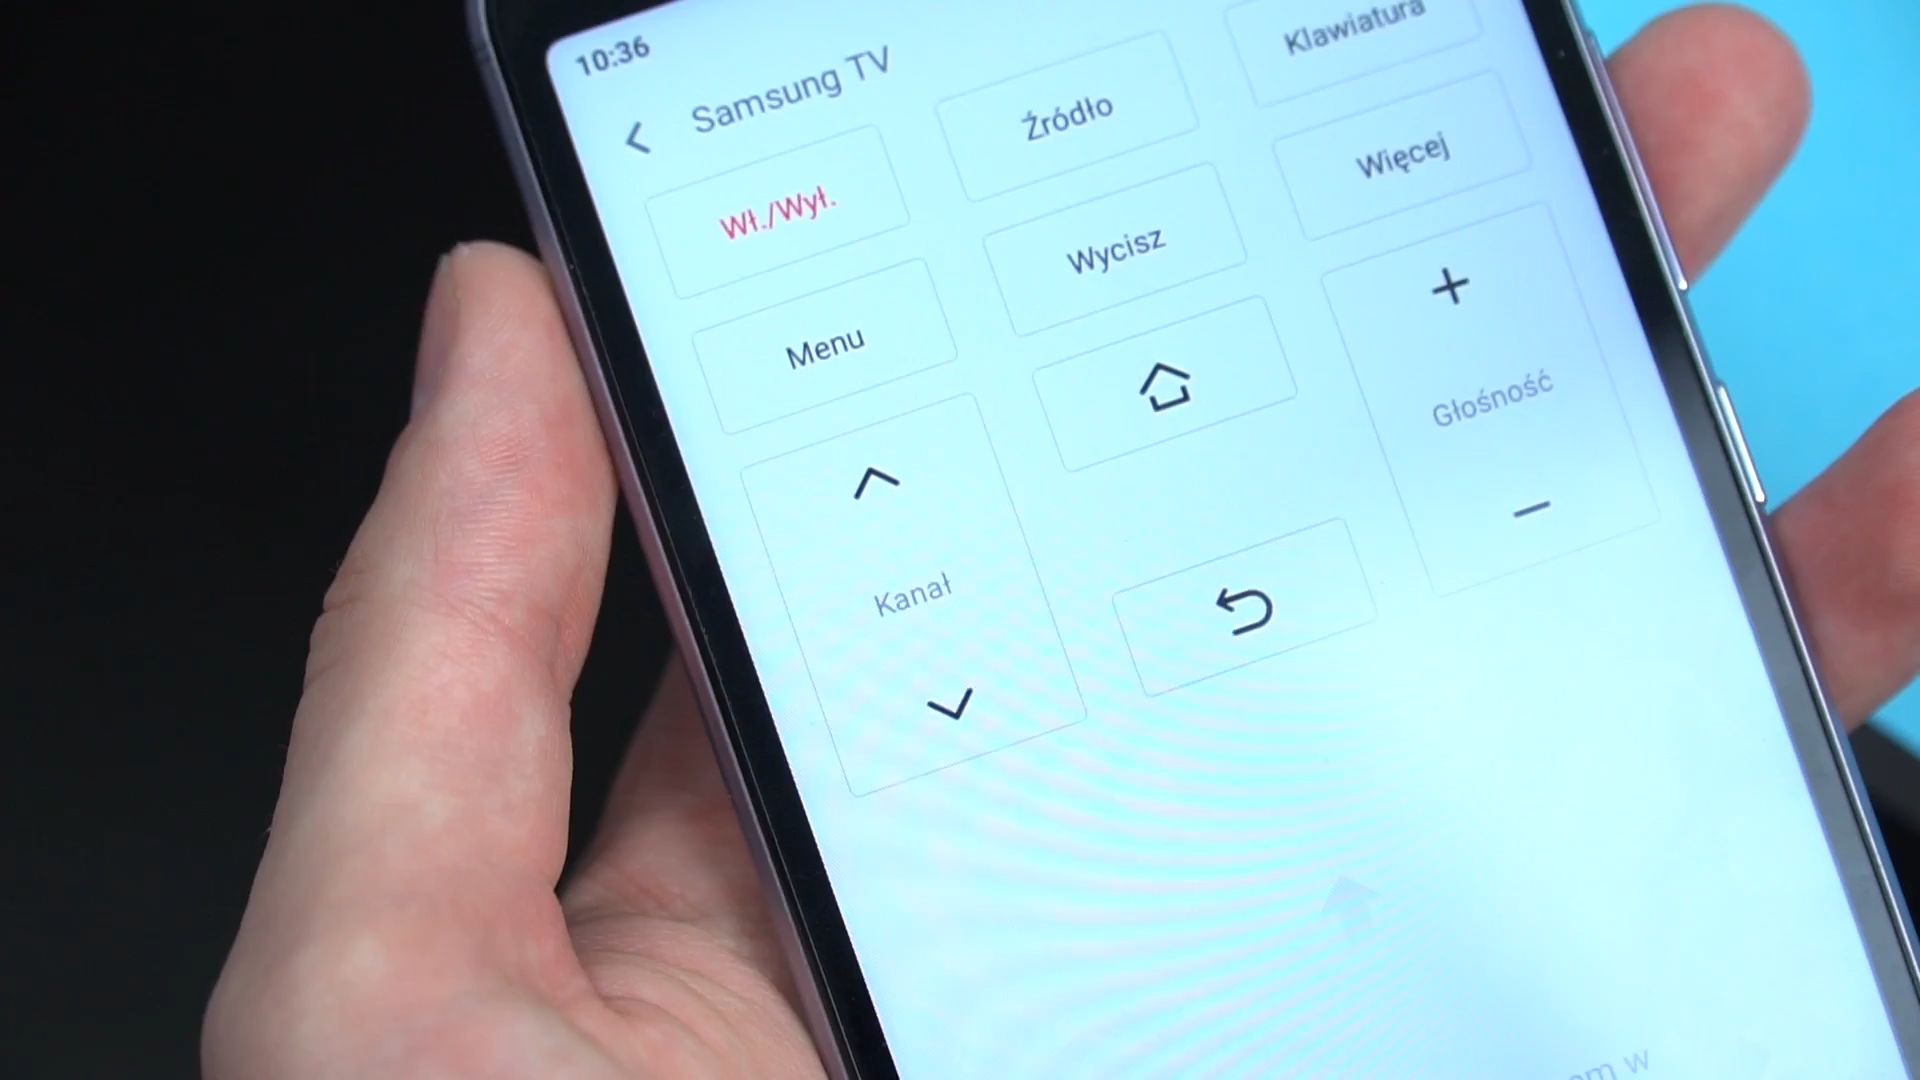 10:36
Samsung TV
Wł./Wył.
Źródło
Klawiatura
Menu
Wycisz
Więcej
+
Głośność
−
Kanał
w